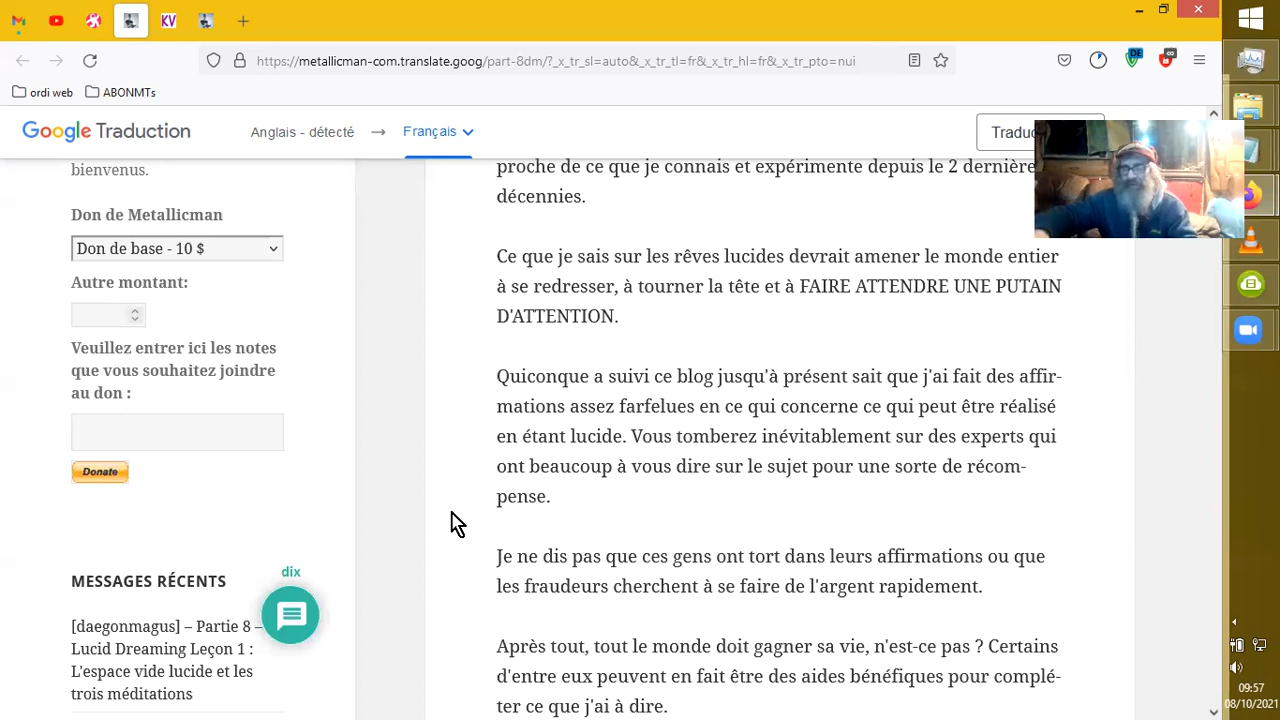 KV
https://metallicman-com.translate.goog/part-8dm/?_x_tr_sl=auto&_x_tr_tl=fr&_x_tr_hl=fr&_x_tr_pto=nui
DE
ordi web
ABONMTs
Google Traduction
Anglais - détecté
Français
bienvenus.
Don de Metallicman
Don de base - 10 $
Autre montant:
Veuillez entrer ici les notes
que vous souhaitez joindre
au don :
Donate
MESSAGES RÉCENTS
dix
[daegonmagus] – Partie 8 –
Lucid Dreaming Leçon 1 :
L'espace vide lucide et les
trois méditations
proche de ce que je connais et expérimente depuis le 2 dernière
décennies.
Ce que je sais sur les rêves lucides devrait amener le monde entier
à se redresser, à tourner la tête et à FAIRE ATTENDRE UNE PUTAIN
D'ATTENTION.
Quiconque a suivi ce blog jusqu'à présent sait que j'ai fait des affir-
mations assez farfelues en ce qui concerne ce qui peut être réalisé
en étant lucide. Vous tomberez inévitablement sur des experts qui
ont beaucoup à vous dire sur le sujet pour une sorte de récom-
pense.
Je ne dis pas que ces gens ont tort dans leurs affirmations ou que
les fraudeurs cherchent à se faire de l'argent rapidement.
Après tout, tout le monde doit gagner sa vie, n'est-ce pas ? Certains
d'entre eux peuvent en fait être des aides bénéfiques pour complé-
ter ce que j'ai à dire.
09:57
08/10/2021